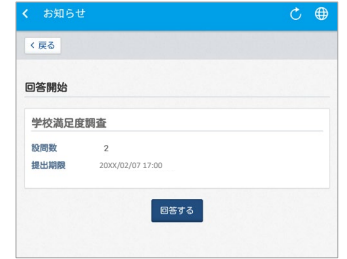 お知らせ
戻る
回答開始
学校満足度調査
設問数 2
提出期限 20XX/02/07 17:00
回答する